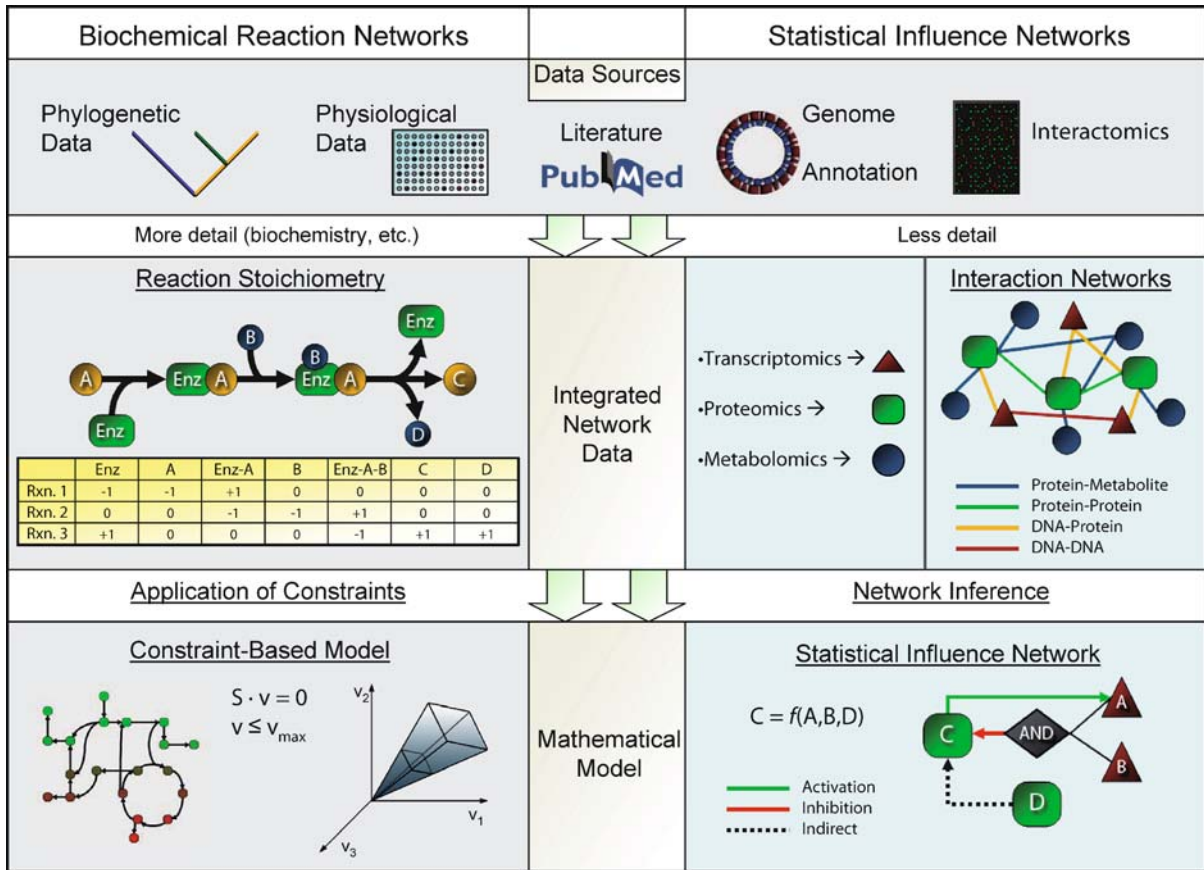 Biochemical Reaction Networks
Statistical Influence Networks
Data Sources
Phylogenetic
Data
Physiological
Data
Literature
PubMed
Genome
Annotation
Interactomics
More detail (biochemistry, etc.)
Less detail
Reaction Stoichiometry
A
Enz
Enz A
B
B
Enz A
Enz
C
D
Enz A Enz-A B Enz-A-B C D
Rxn. 1 -1 -1 +1 0 0 0 0
Rxn. 2 0 0 -1 -1 +1 0 0
Rxn. 3 +1 0 0 0 -1 +1 +1
Integrated
Network
Data
•Transcriptomics →
•Proteomics →
•Metabolomics →
Interaction Networks
Protein-Metabolite
Protein-Protein
DNA-Protein
DNA-DNA
Application of Constraints
Network Inference
Constraint-Based Model
S · v = 0
v ≤ vmax
v2
v1
v3
Mathematical
Model
Statistical Influence Network
C = f(A,B,D)
A
C
AND
B
D
Activation
Inhibition
Indirect